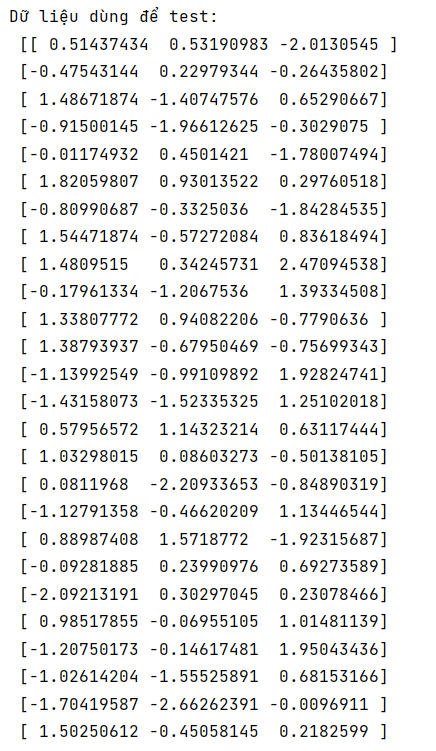 Dữ liệu dùng để test:
[[ 0.51437434  0.53190983 -2.0130545 ]
[-0.47543144  0.22979344 -0.26435802]
[ 1.48671874 -1.40747576  0.65290667]
[-0.91500145 -1.96612625 -0.3029075 ]
[-0.01174932  0.4501421  -1.78007494]
[ 1.82059807  0.93013522  0.29760518]
[-0.80990687 -0.3325036  -1.84284535]
[ 1.54471874 -0.57272084  0.83618494]
[ 1.4809515   0.34245731  2.47094538]
[-0.17961334 -1.2067536   1.39334508]
[ 1.33807772  0.94082206 -0.7790636 ]
[ 1.38793937 -0.67950469 -0.75699343]
[-1.13992549 -0.99109892  1.92824741]
[-1.43158073 -1.52335325  1.25102018]
[ 0.57956572  1.14323214  0.63117444]
[ 1.03298015  0.08603273 -0.50138105]
[ 0.0811968  -2.20933653 -0.84890319]
[-1.12791358 -0.46620209  1.13446544]
[ 0.88987408  1.5718772  -1.92315687]
[-0.09281885  0.23990976  0.69273589]
[-2.09213191  0.30297045  0.23078466]
[ 0.98517855 -0.06955105  1.01481139]
[-1.20750173 -0.14617481  1.95043436]
[-1.02614204 -1.55525891  0.68153166]
[-1.70419587 -2.66262391 -0.0096911 ]
[ 1.50250612 -0.45058145  0.2182599 ]